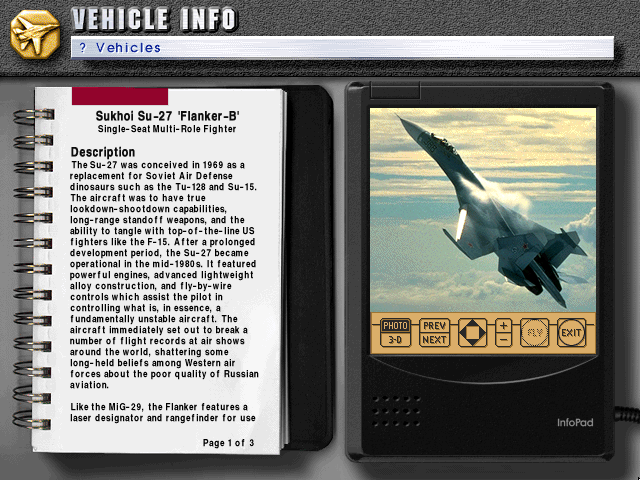 VEHICLE INFO
? Vehicles
Sukhoi Su-27 'Flanker-B'
Single-Seat Multi-Role Fighter
Description
The Su-27 was conceived in 1969 as a
replacement for Soviet Air Defense
dinosaurs such as the Tu-128 and Su-15.
The aircraft was to have true
lookdown-shootdown capabilities,
long-range standoff weapons, and the
ability to tangle with top-of-the-line US
fighters like the F-15. After a prolonged
development period, the Su-27 became
operational in the mid-1980s. It featured
powerful engines, advanced lightweight
alloy construction, and fly-by-wire
controls which assist the pilot in
controlling what is, in essence, a
fundamentally unstable aircraft. The
aircraft immediately set out to break a
number of flight records at air shows
around the world, shattering some
long-held beliefs among Western air
forces about the poor quality of Russian
aviation.
Like the MiG-29, the Flanker features a
laser designator and rangefinder for use
Page 1 of 3
PHOTO
3-D
PREV
NEXT
+
-
FLY
EXIT
InfoPad